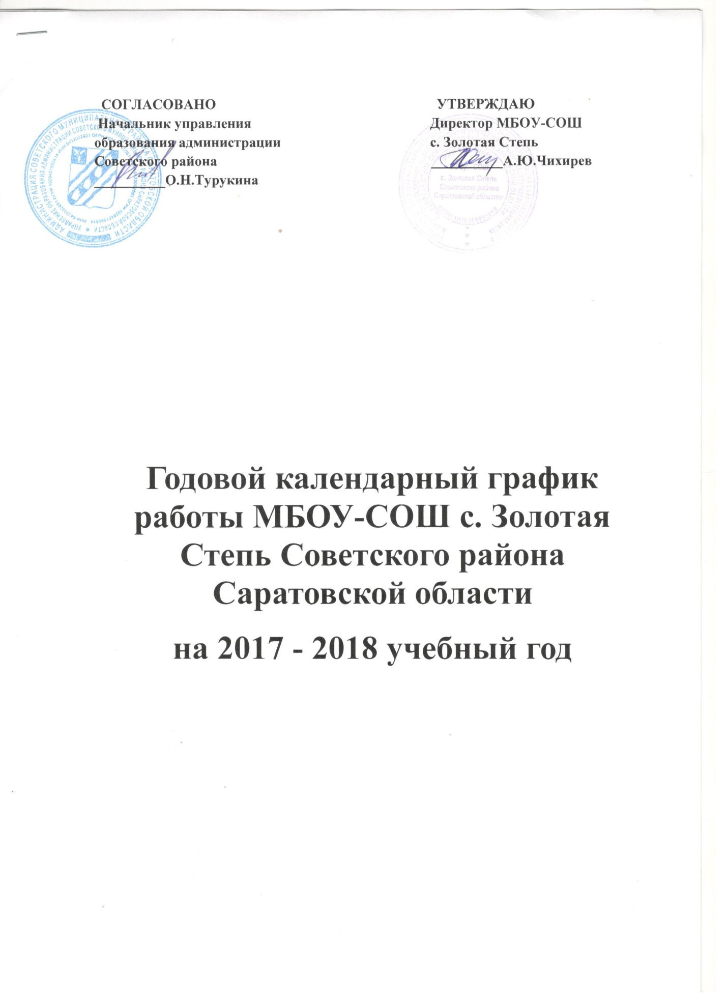 СОГЛАСОВАНО
Начальник управления
образования администрации
Советского района
__________О.Н.Турукина
УТВЕРЖДАЮ
Директор МБОУ-СОШ
с. Золотая Степь
__________А.Ю.Чихирев
с. Золотая Степь
Советского района
Саратовской области
Годовой календарный график
работы МБОУ-СОШ с. Золотая
Степь Советского района
Саратовской области
на 2017 - 2018 учебный год